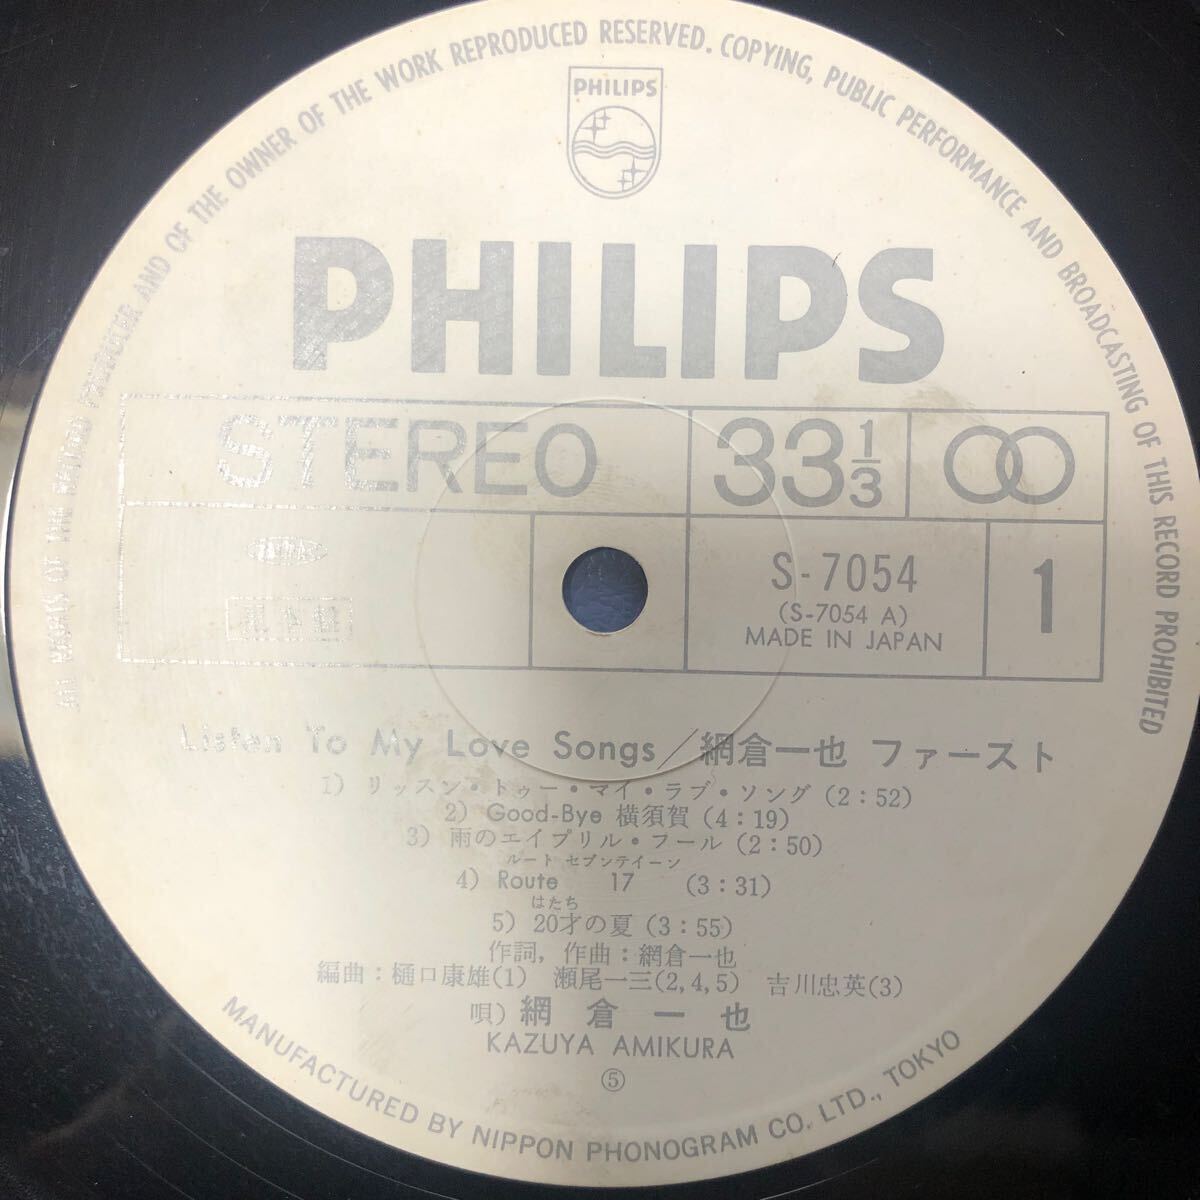 ALL RIGHTS OF THE RECORD PRODUCER AND OF THE OWNER OF THE WORK REPRODUCED RESERVED. COPYING, PUBLIC PERFORMANCE AND BROADCASTING OF THIS RECORD PROHIBITED
PHILIPS
PHILIPS
STEREO
33 1/3
S-7054
(S-7054 A)
MADE IN JAPAN
1
Listen To My Love Songs／網倉一也 ファースト
1) リッスン・トゥー・マイ・ラブ・ソング (2:52)
2) Good-Bye 横須賀 (4:19)
3) 雨のエイプリル・フール (2:50)
ルート セブンテイーン
4) Route 17 (3:31)
はたち
5) 20才の夏 (3:55)
作詞, 作曲:網倉一也
編曲:樋口康雄(1) 瀬尾一三(2,4,5) 吉川忠英(3)
唄) 網倉一也
KAZUYA AMIKURA
⑤
MANUFACTURED BY NIPPON PHONOGRAM CO. LTD., TOKYO